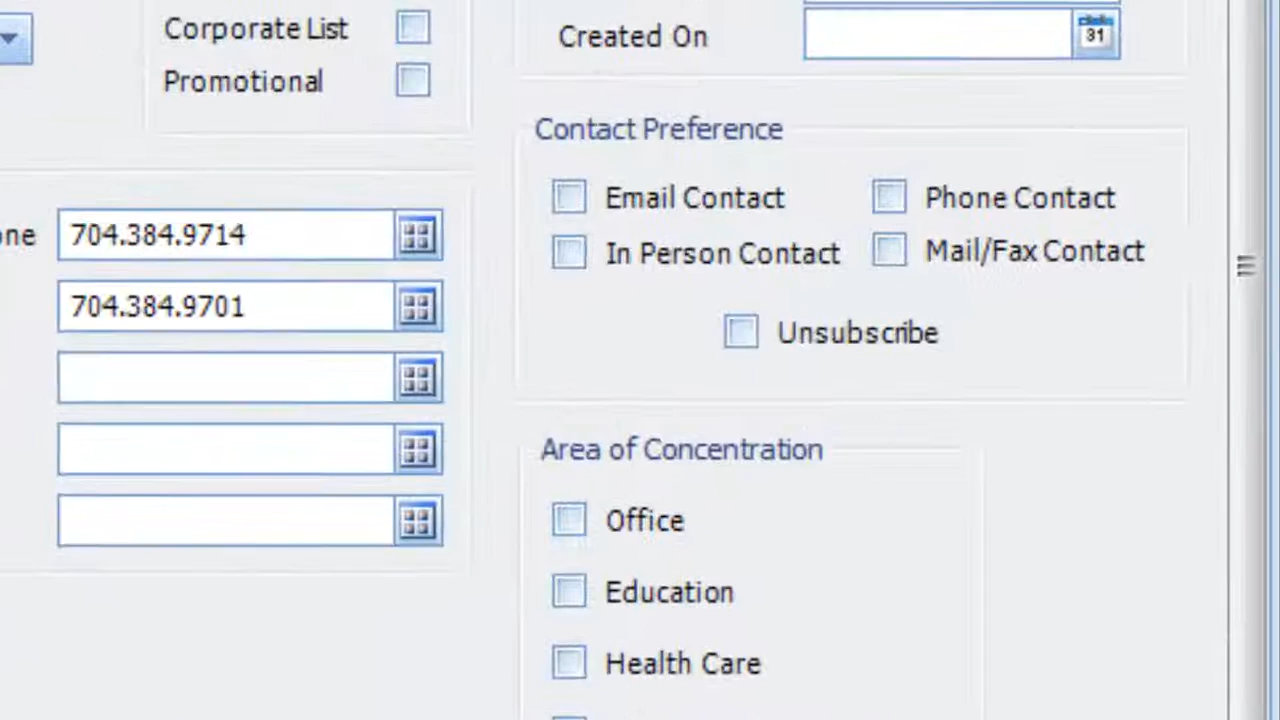 Corporate List
Promotional
Created On
31
Contact Preference
Email Contact
Phone Contact
In Person Contact
Mail/Fax Contact
Unsubscribe
704.384.9714
704.384.9701
Area of Concentration
Office
Education
Health Care